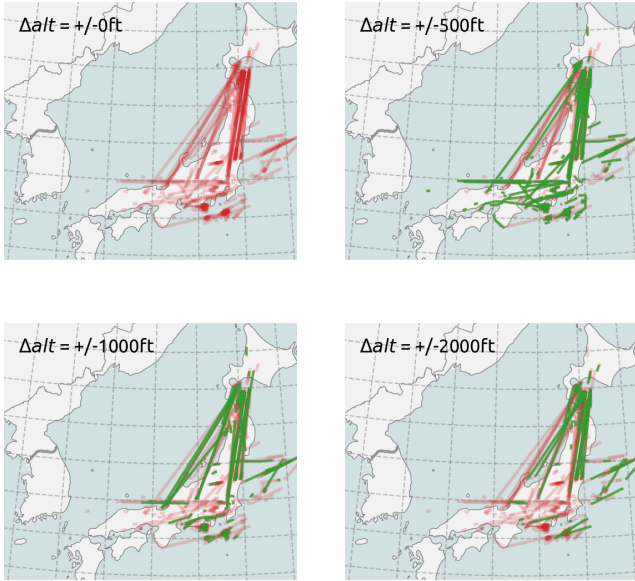 Δalt = +/-0ft
Δalt = +/-500ft
Δalt = +/-1000ft
Δalt = +/-2000ft